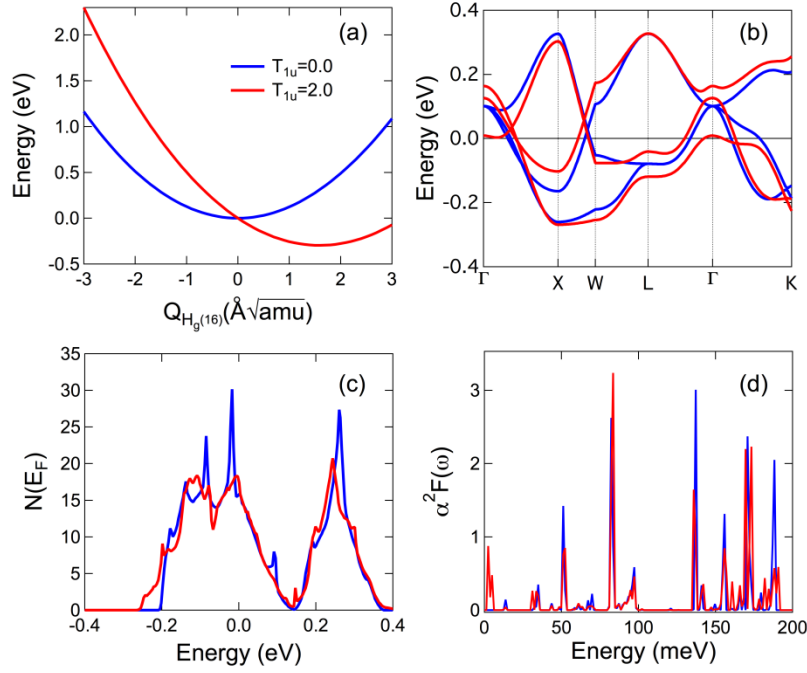 (a)
T1u=0.0
T1u=2.0
Energy (eV)
2.0
1.5
1.0
0.5
0.0
-0.5
-3 -2 -1 0 1 2 3
QHg(16)(Å√amu)
(b)
Energy (eV)
0.4
0.2
0.0
-0.2
-0.4
Γ X W L Γ K
(c)
N(EF)
35
30
25
20
15
10
5
0
-0.4 -0.2 0.0 0.2 0.4
Energy (eV)
(d)
α²F(ω)
3
2
1
0
0 50 100 150 200
Energy (meV)